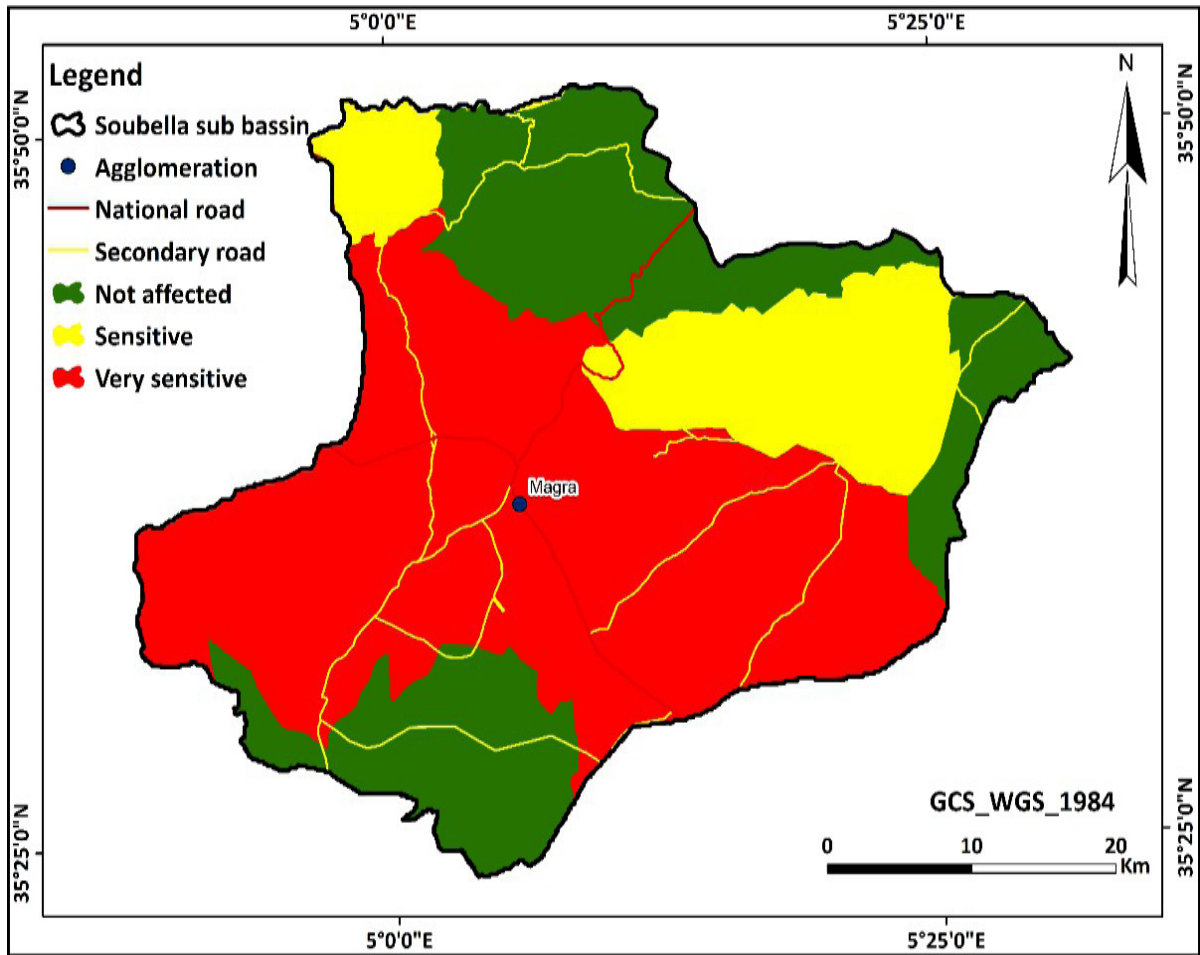 5°0'0"E
5°25'0"E
Legend
Soubella sub bassin
Agglomeration
National road
Secondary road
Not affected
Sensitive
Very sensitive
N
35°50'0"N
35°50'0"N
Magra
GCS_WGS_1984
0
10
20
Km
35°25'0"N
35°25'0"N
5°0'0"E
5°25'0"E